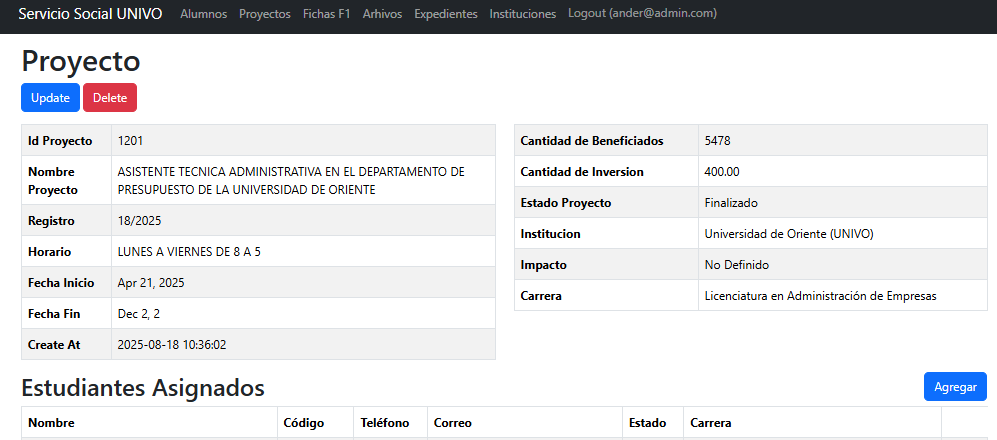 Servicio Social UNIVO Alumnos Proyectos Fichas F1 Arhivos Expedientes Instituciones Logout (ander@admin.com)
Proyecto
Update Delete
Id Proyecto 1201
Nombre Proyecto ASISTENTE TECNICA ADMINISTRATIVA EN EL DEPARTAMENTO DE
PRESUPUESTO DE LA UNIVERSIDAD DE ORIENTE
Registro 18/2025
Horario LUNES A VIERNES DE 8 A 5
Fecha Inicio Apr 21, 2025
Fecha Fin Dec 2, 2
Create At 2025-08-18 10:36:02
Cantidad de Beneficiados 5478
Cantidad de Inversion 400.00
Estado Proyecto Finalizado
Institucion Universidad de Oriente (UNIVO)
Impacto No Definido
Carrera Licenciatura en Administración de Empresas
Estudiantes Asignados Agregar
Nombre Código Teléfono Correo Estado Carrera